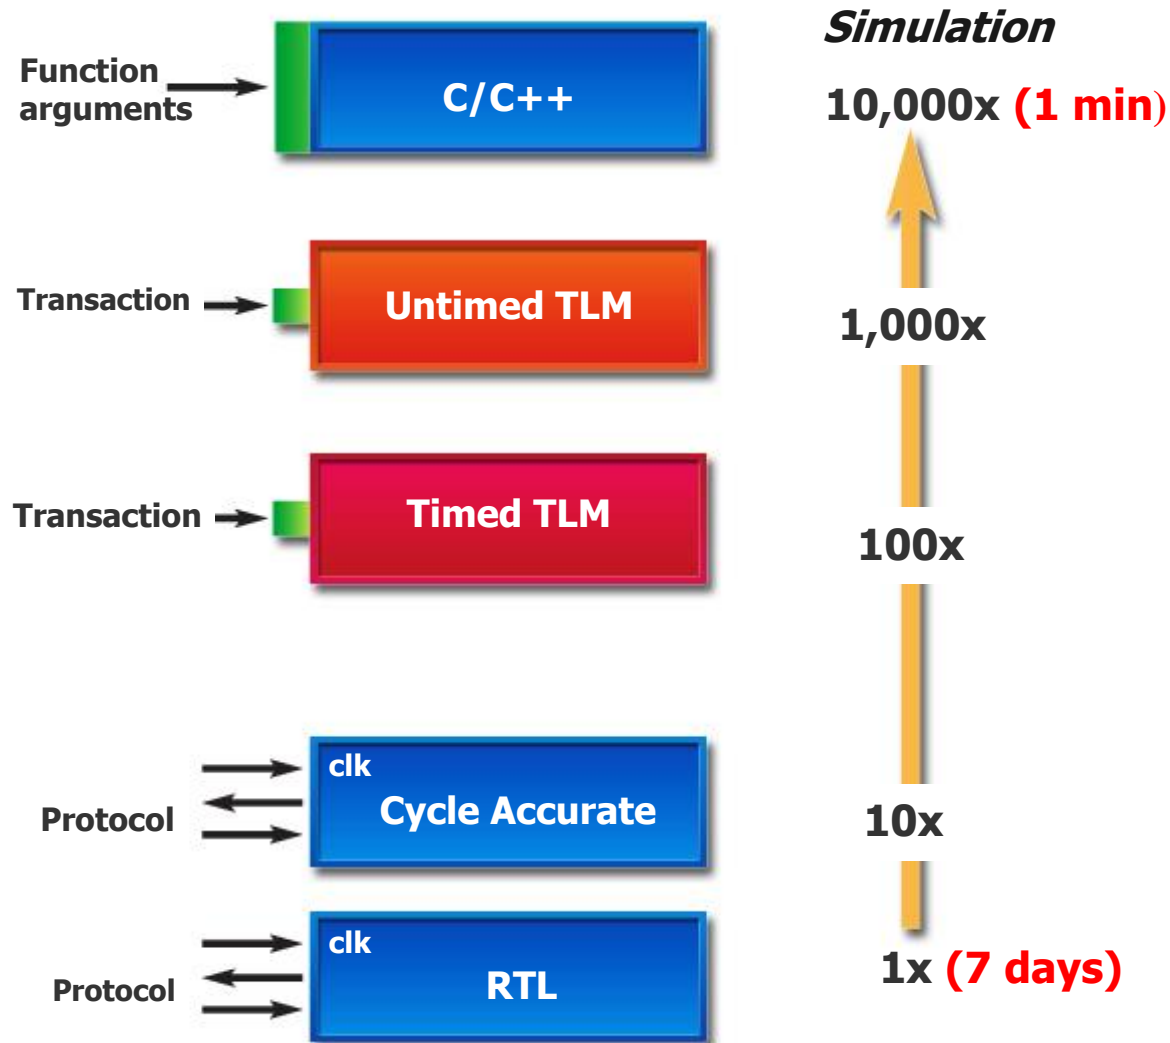 Simulation
Function
arguments
C/C++
10,000x (1 min)
Transaction
Untimed TLM
1,000x
Transaction
Timed TLM
100x
clk
Protocol
Cycle Accurate
10x
clk
Protocol
RTL
1x (7 days)